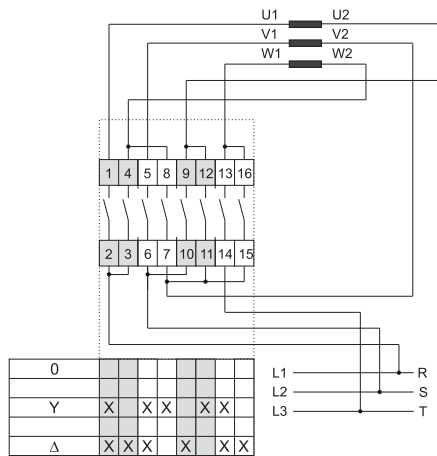 U1 U2
V1 V2
W1 W2
1 4 5 8 9 12 13 16
2 3 6 7 10 11 14 15
0
Y X X X X X
Δ X X X X X X
L1 R
L2 S
L3 T